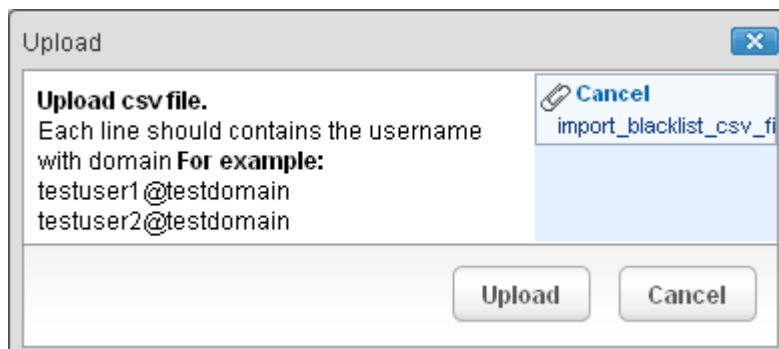 Upload
Upload csv file.
Each line should contains the username
with domain For example:
testuser1@testdomain
testuser2@testdomain
Cancel
import_blacklist_csv_fi
Upload
Cancel